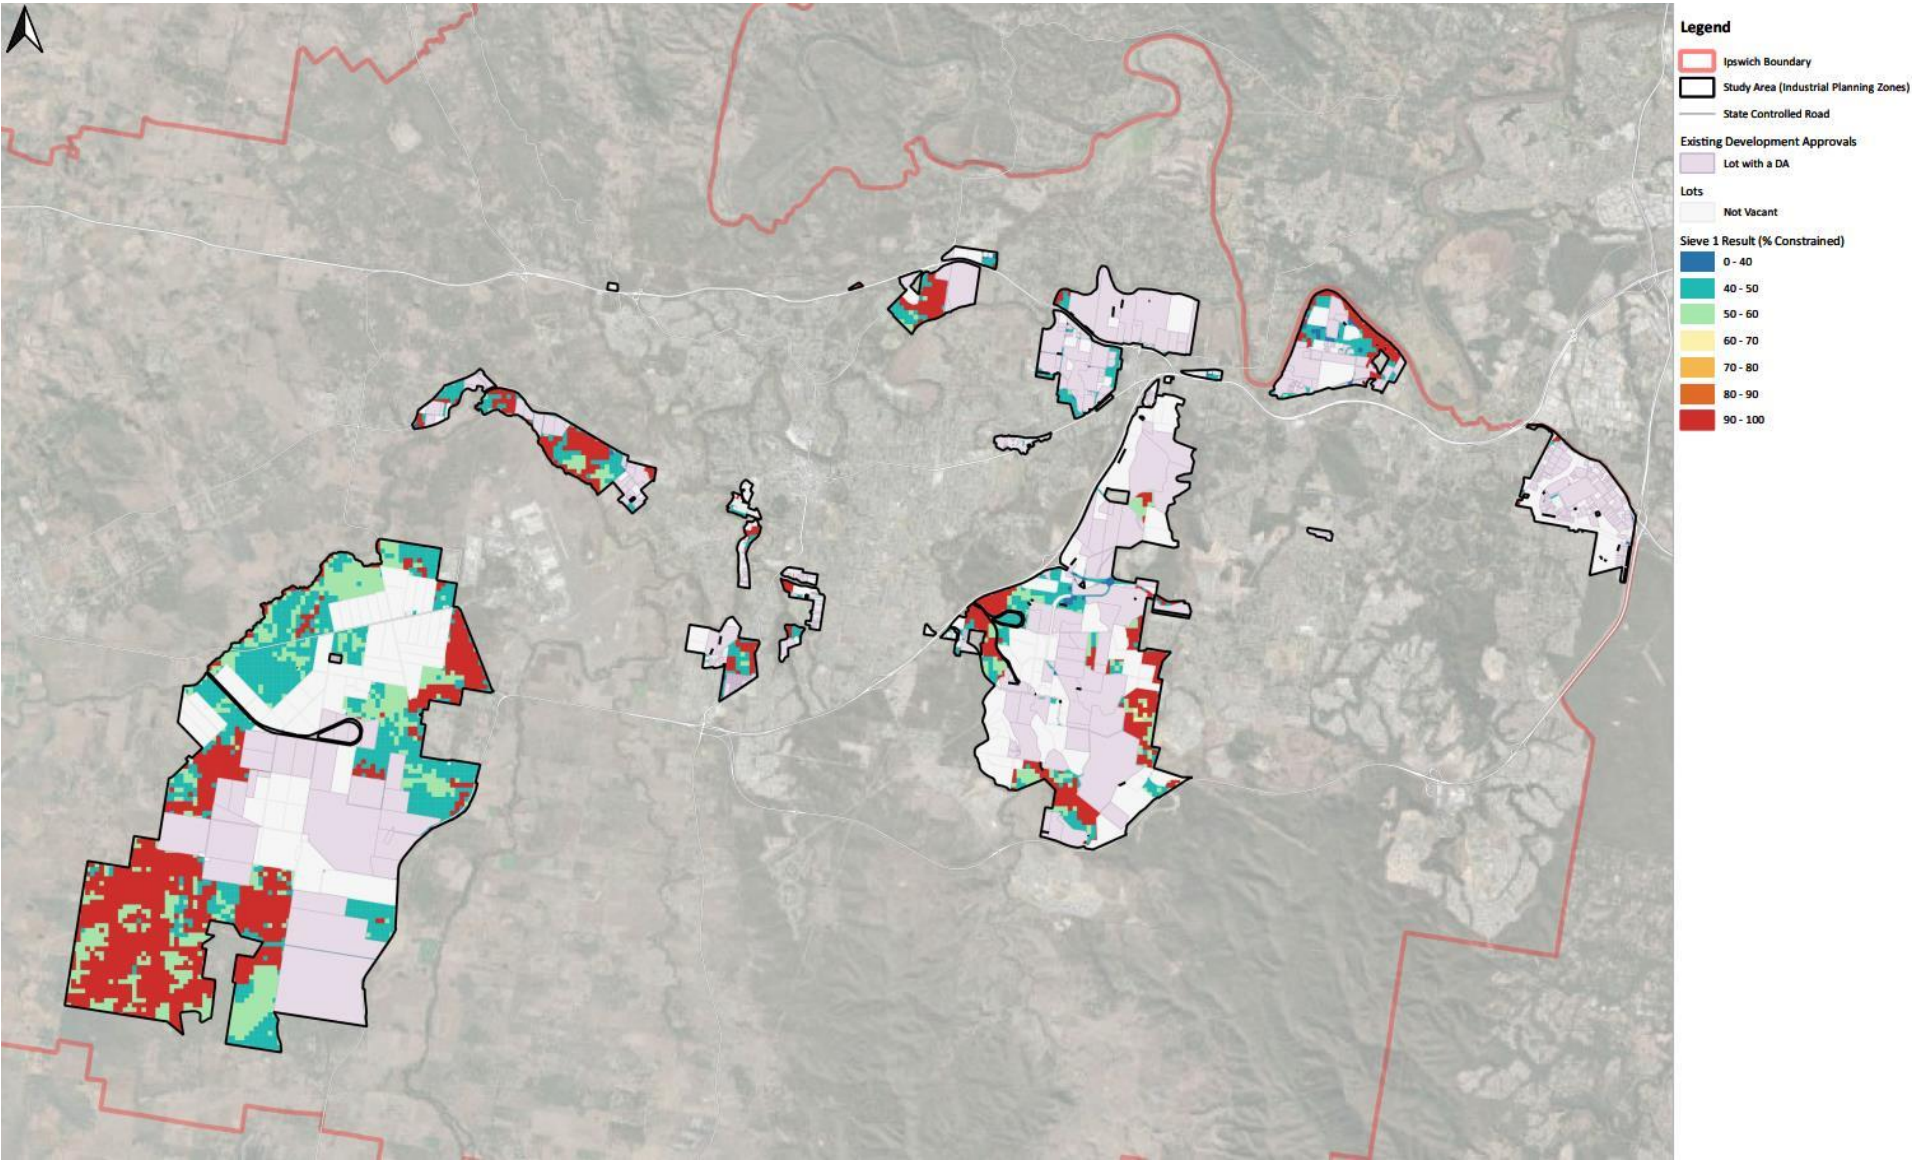 Legend
Ipswich Boundary
Study Area (Industrial Planning Zones)
State Controlled Road
Existing Development Approvals
Lot with a DA
Lots
Not Vacant
Sieve 1 Result (% Constrained)
0 - 40
40 - 50
50 - 60
60 - 70
70 - 80
80 - 90
90 - 100